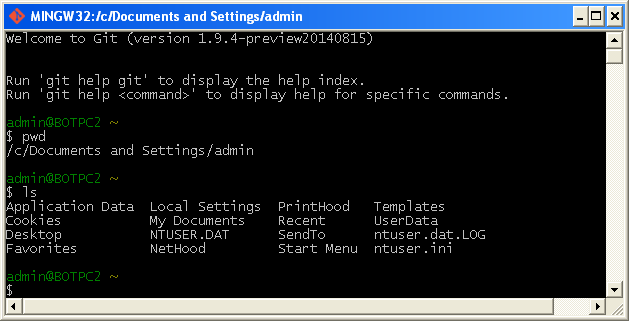 MINGW32:/c/Documents and Settings/admin
Welcome to Git (version 1.9.4-preview20140815)
Run 'git help git' to display the help index.
Run 'git help <command>' to display help for specific commands.
admin@BOTPC2 ~
$ pwd
/c/Documents and Settings/admin
admin@BOTPC2 ~
$ ls
Application Data  Local Settings  PrintHood   Templates
Cookies           My Documents    Recent      UserData
Desktop           NTUSER.DAT      SendTo      ntuser.dat.LOG
Favorites         NetHood         Start Menu  ntuser.ini
admin@BOTPC2 ~
$